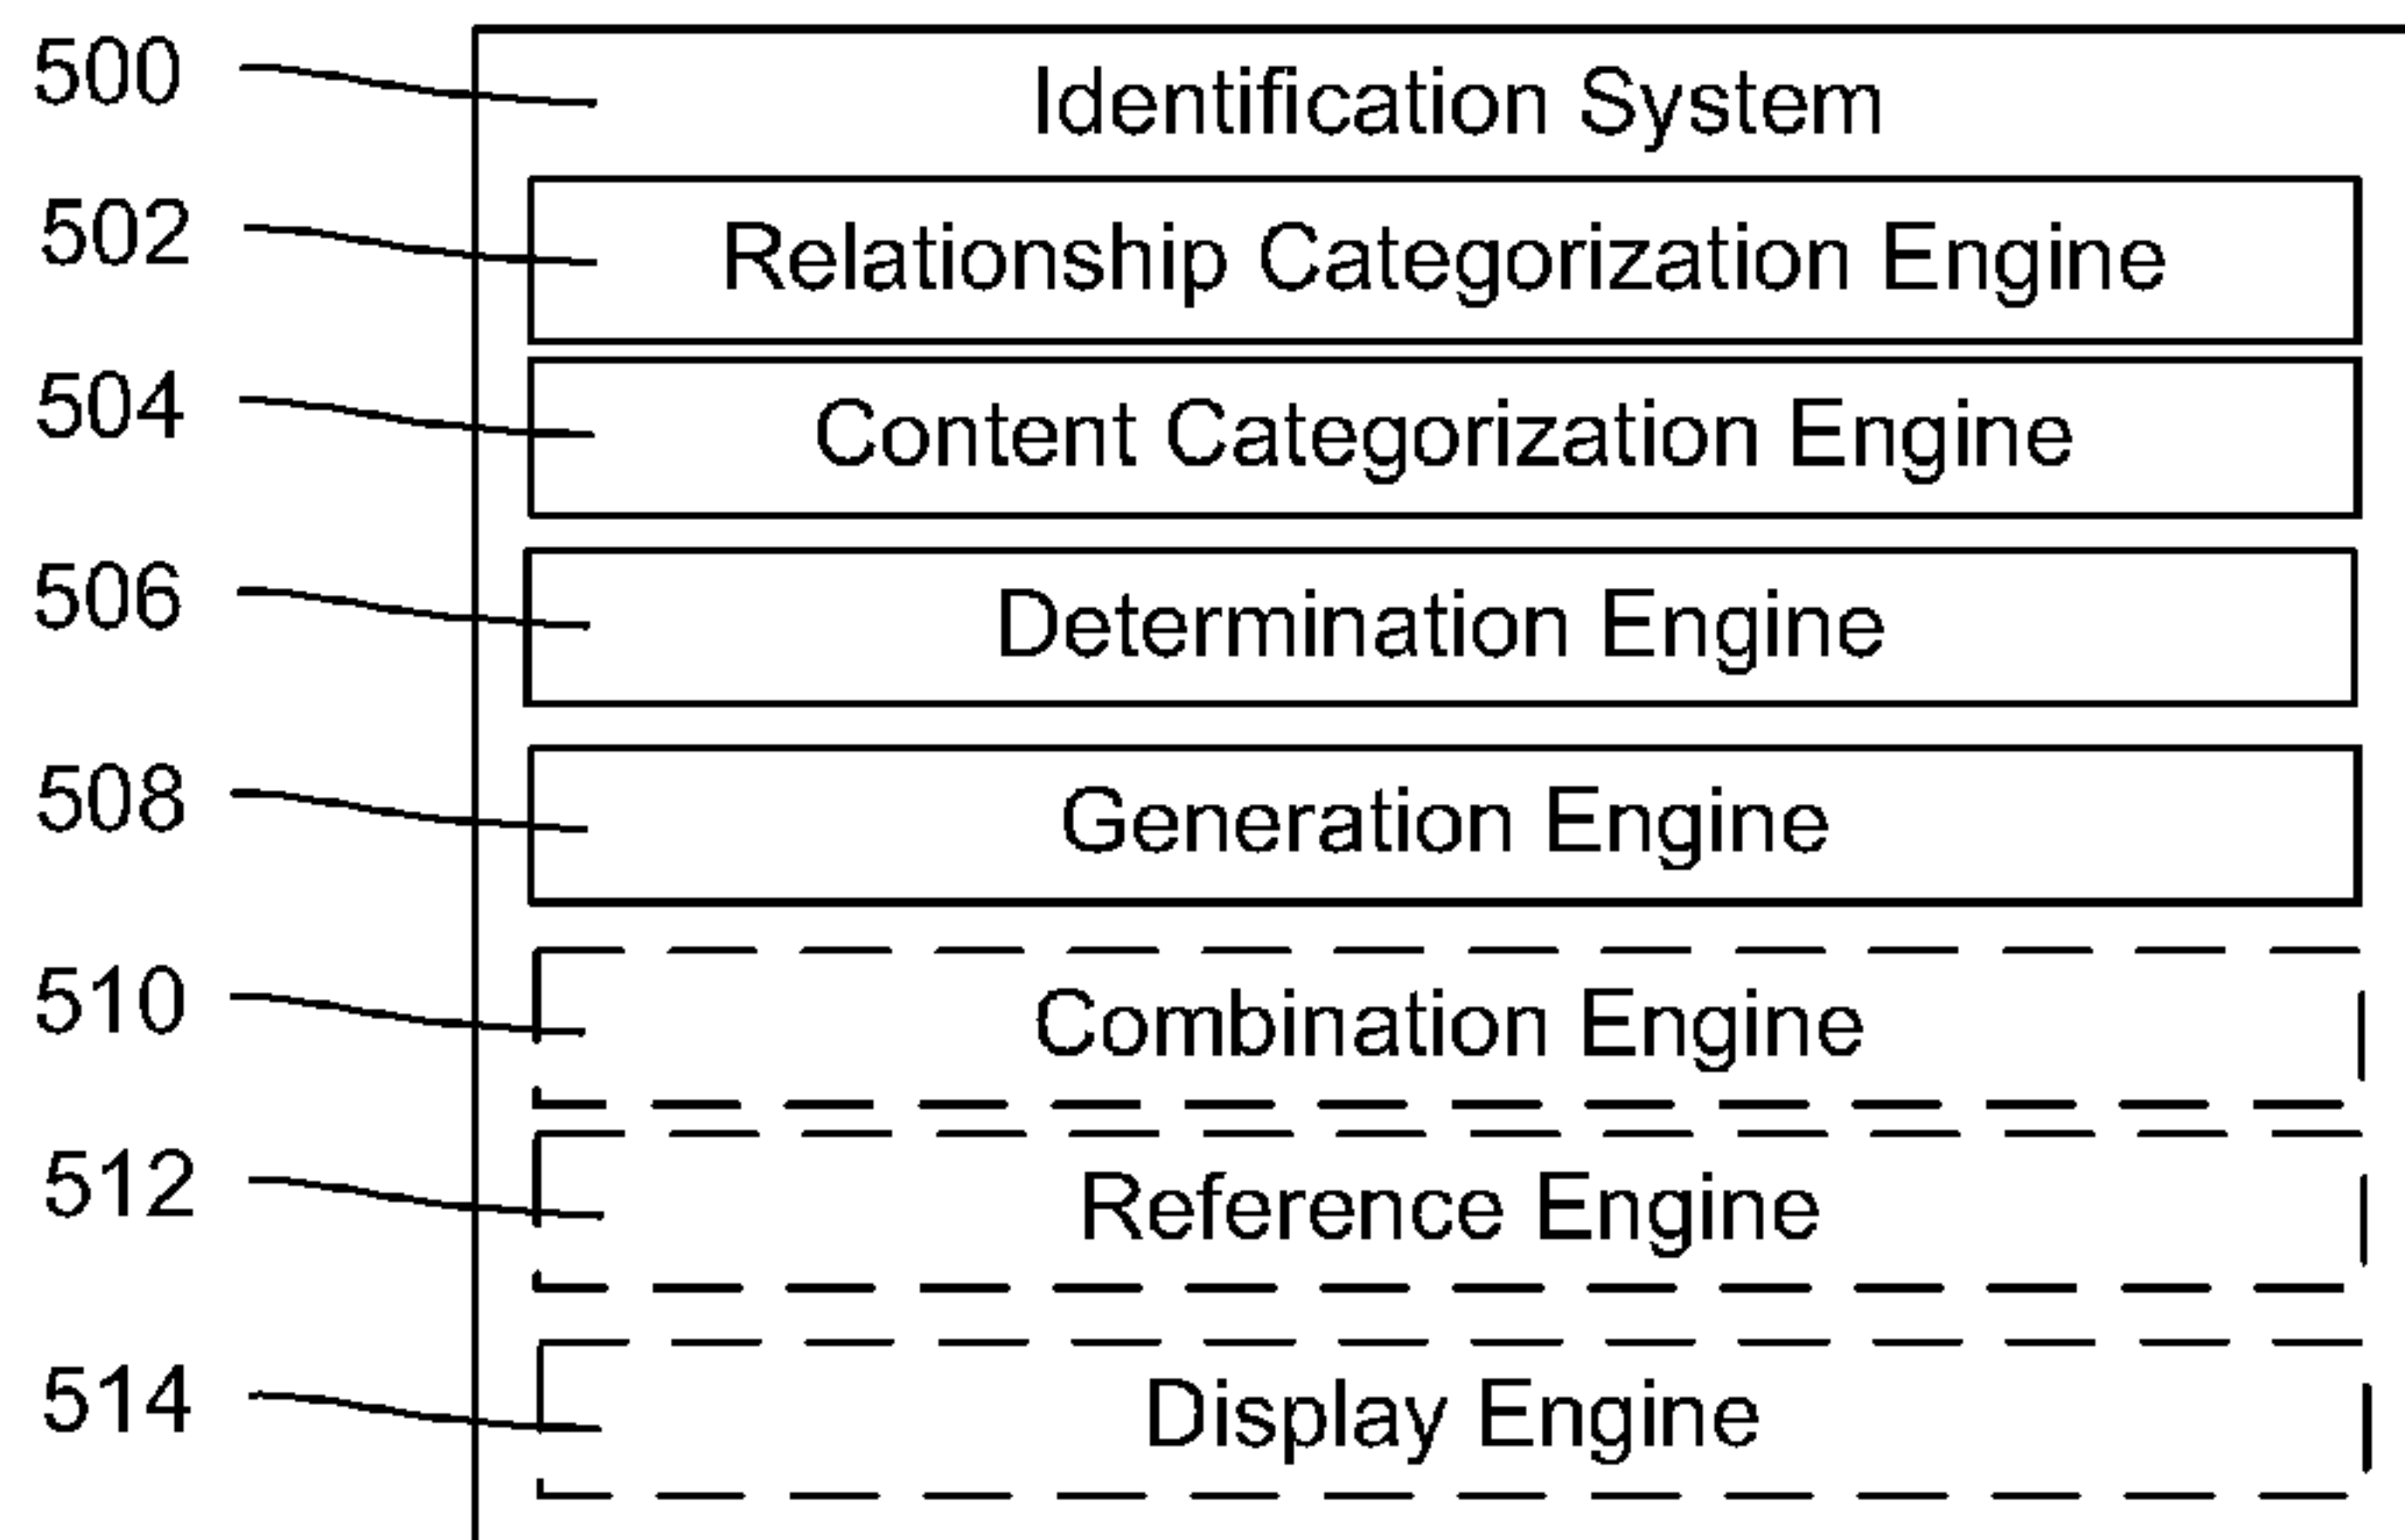 500 Identification System
502 Relationship Categorization Engine
504 Content Categorization Engine
506 Determination Engine
508 Generation Engine
510 Combination Engine
512 Reference Engine
514 Display Engine